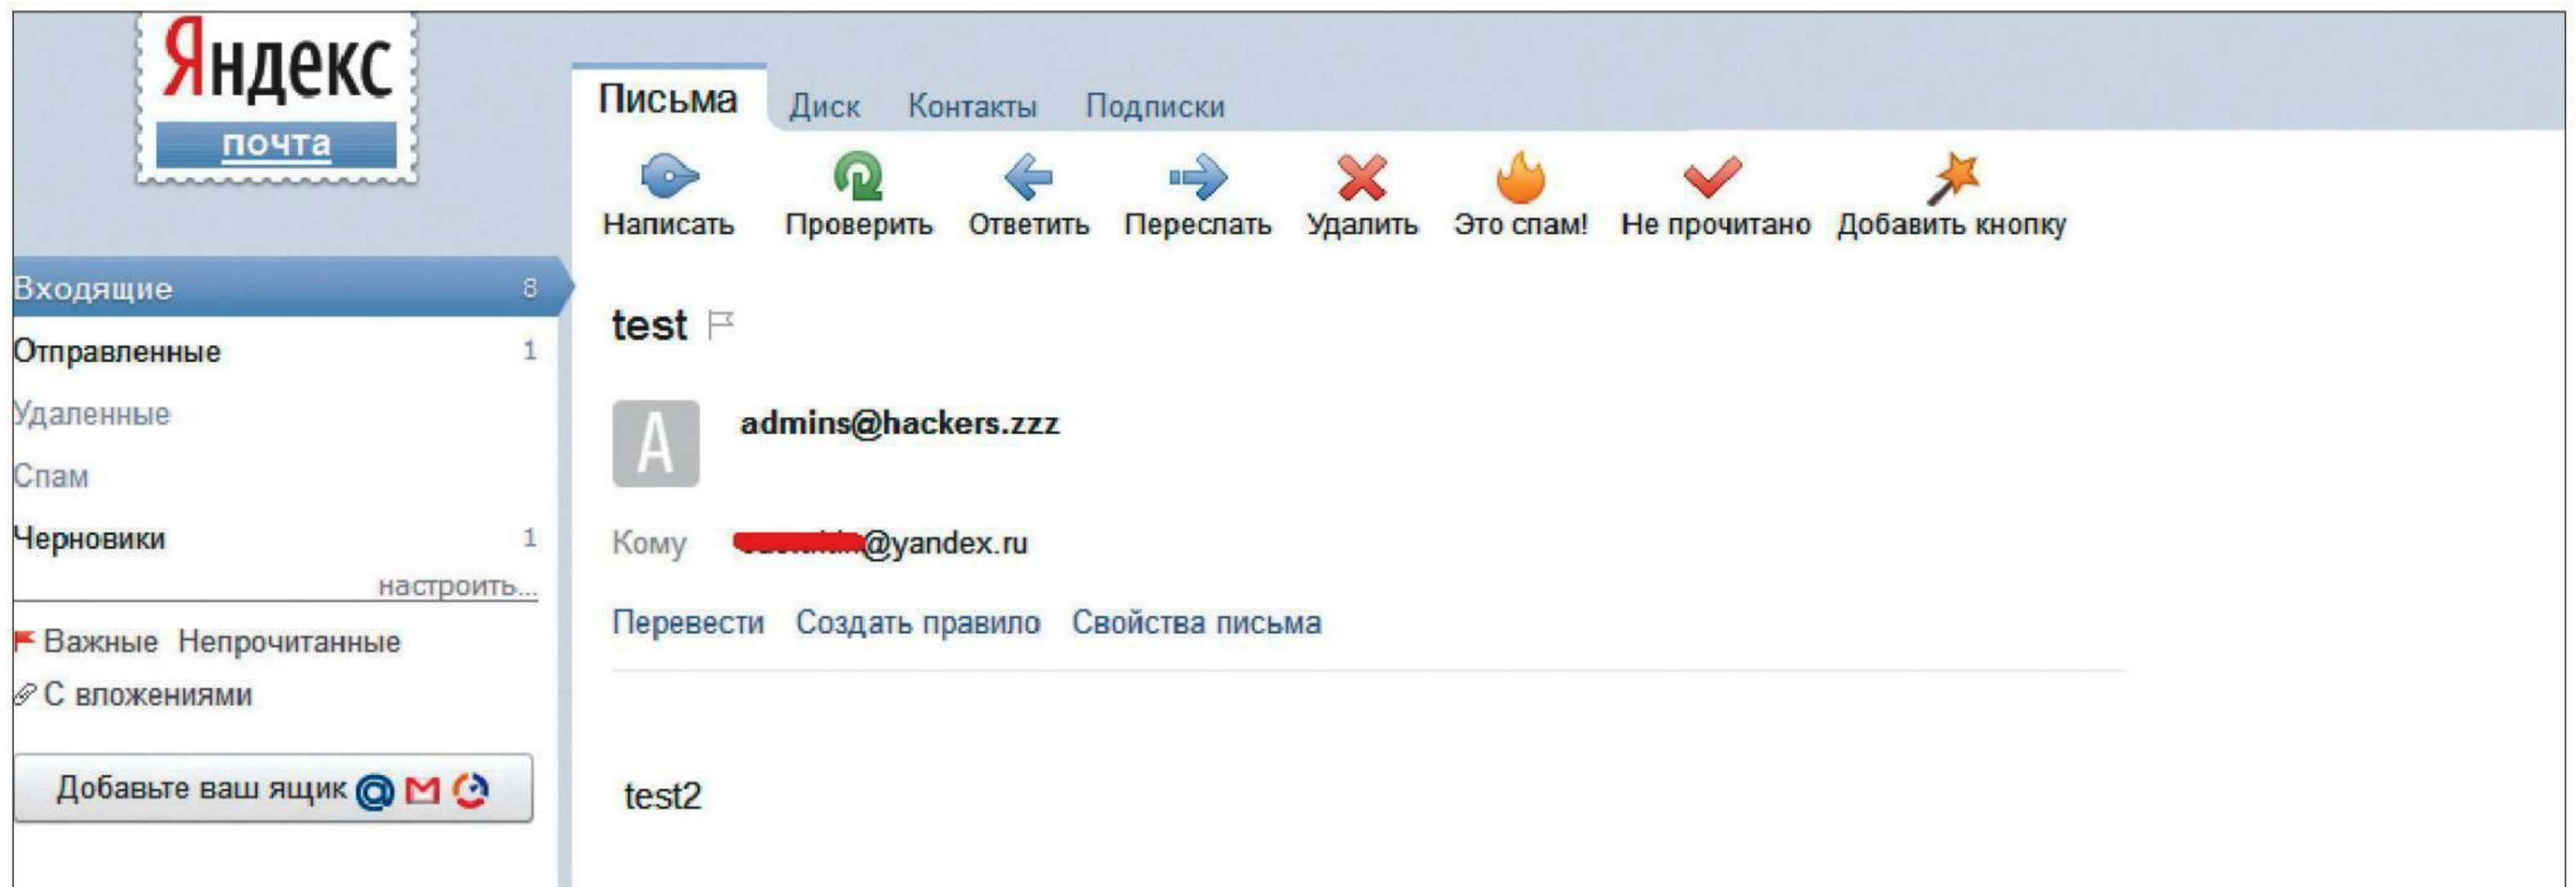 Яндекс
почта
Письма Диск Контакты Подписки
Написать Проверить Ответить Переслать Удалить Это спам! Не прочитано Добавить кнопку
Входящие 8
Отправленные 1
Удаленные
Спам
Черновики 1
настроить...
Важные Непрочитанные
С вложениями
Добавьте ваш ящик
test
A
admins@hackers.zzz
Кому @yandex.ru
Перевести Создать правило Свойства письма
test2